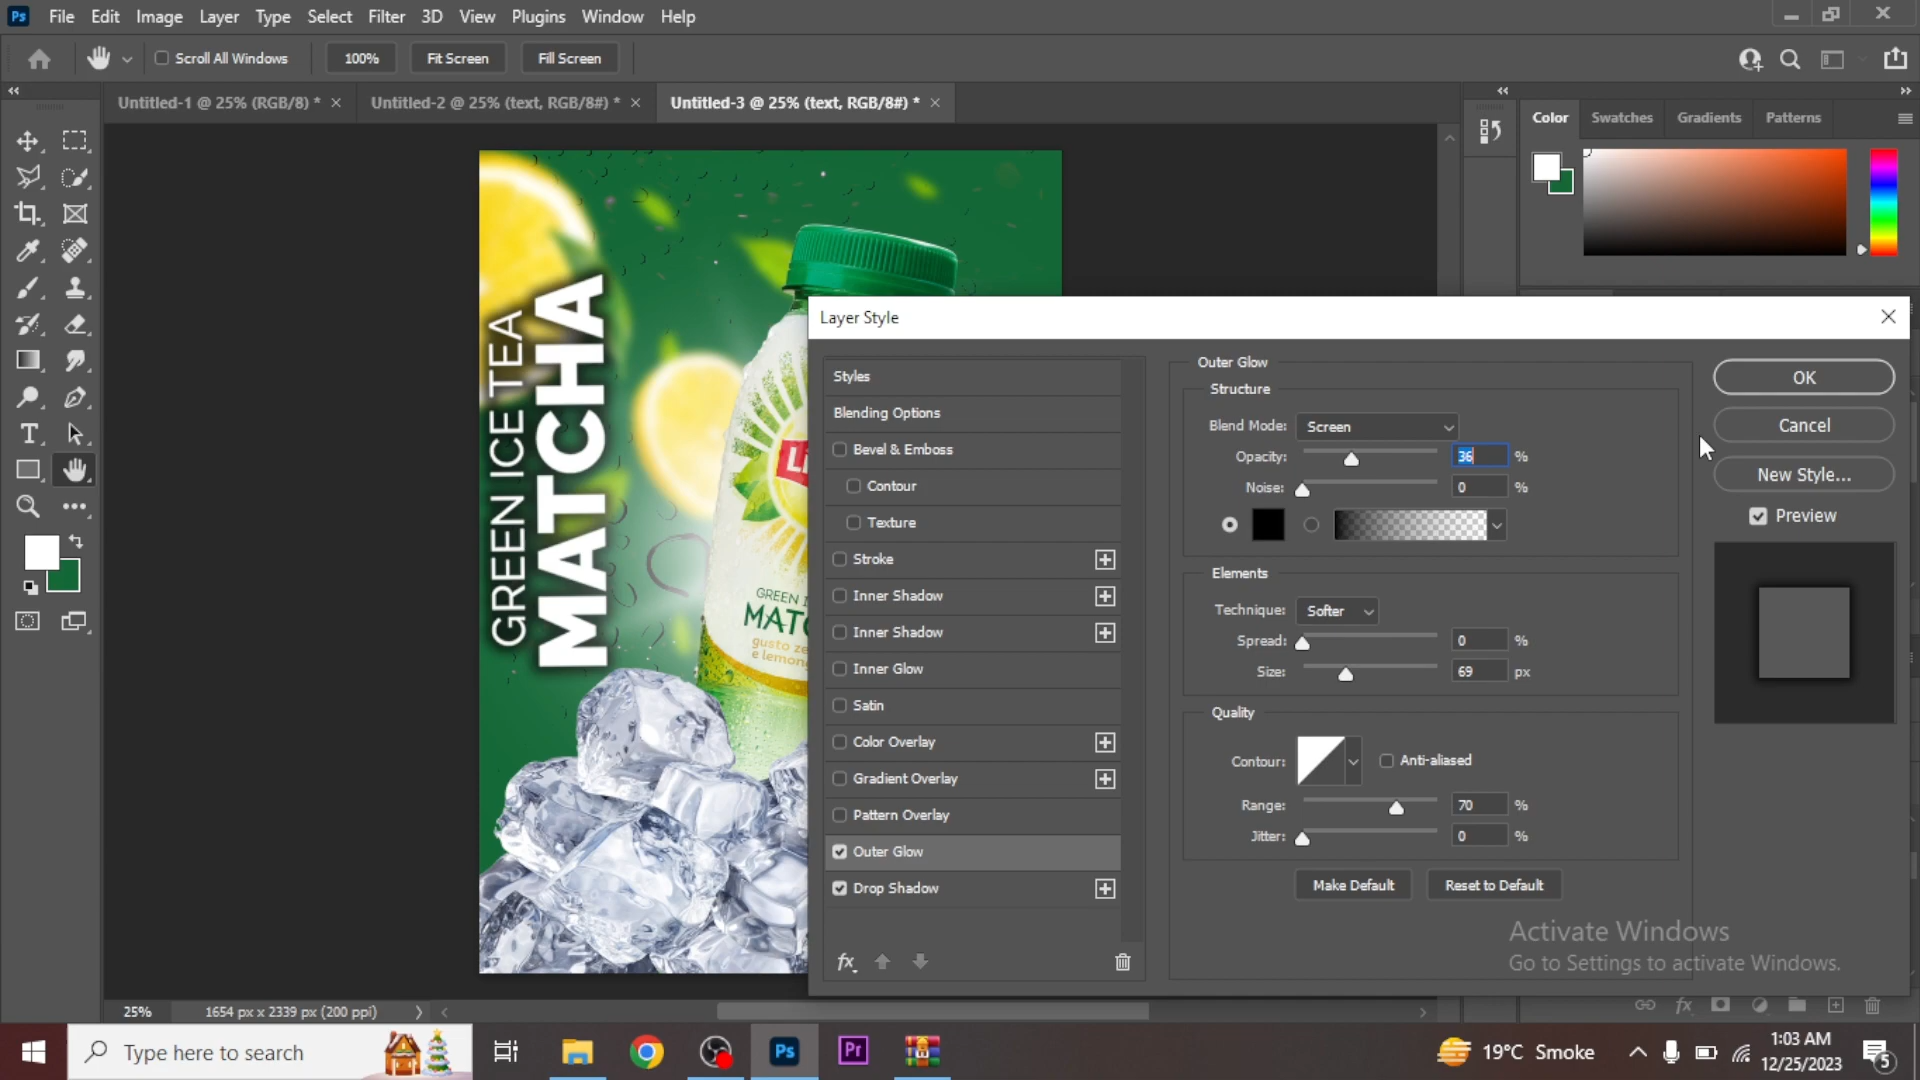 Ps File Edit Image Layer Type Select Filter 3D View Plugins Window Help
Scroll All Windows 100% Fit Screen Fill Screen
Untitled-1 @ 25% (RGB/8) * × Untitled-2 @ 25% (text, RGB/8#) * × Untitled-3 @ 25% (text, RGB/8#) * ×
Color Swatches Gradients Patterns
GREEN ICE TEA
MATCHA
GREEN I
MATC
gusto ze
e lemon
Layer Style
Styles
Blending Options
Bevel & Emboss
Contour
Texture
Stroke
Inner Shadow
Inner Shadow
Inner Glow
Satin
Color Overlay
Gradient Overlay
Pattern Overlay
Outer Glow
Drop Shadow
fx
Outer Glow
Structure
Blend Mode: Screen
Opacity: 36 %
Noise: 0 %
Elements
Technique: Softer
Spread: 0 %
Size: 69 px
Quality
Contour: Anti-aliased
Range: 70 %
Jitter: 0 %
Make Default Reset to Default
OK
Cancel
New Style...
Preview
Activate Windows
Go to Settings to activate Windows.
25% 1654 px x 2339 px (200 ppi)
fx
Type here to search
Ps Pr
19°C Smoke
1:03 AM
12/25/2023
5